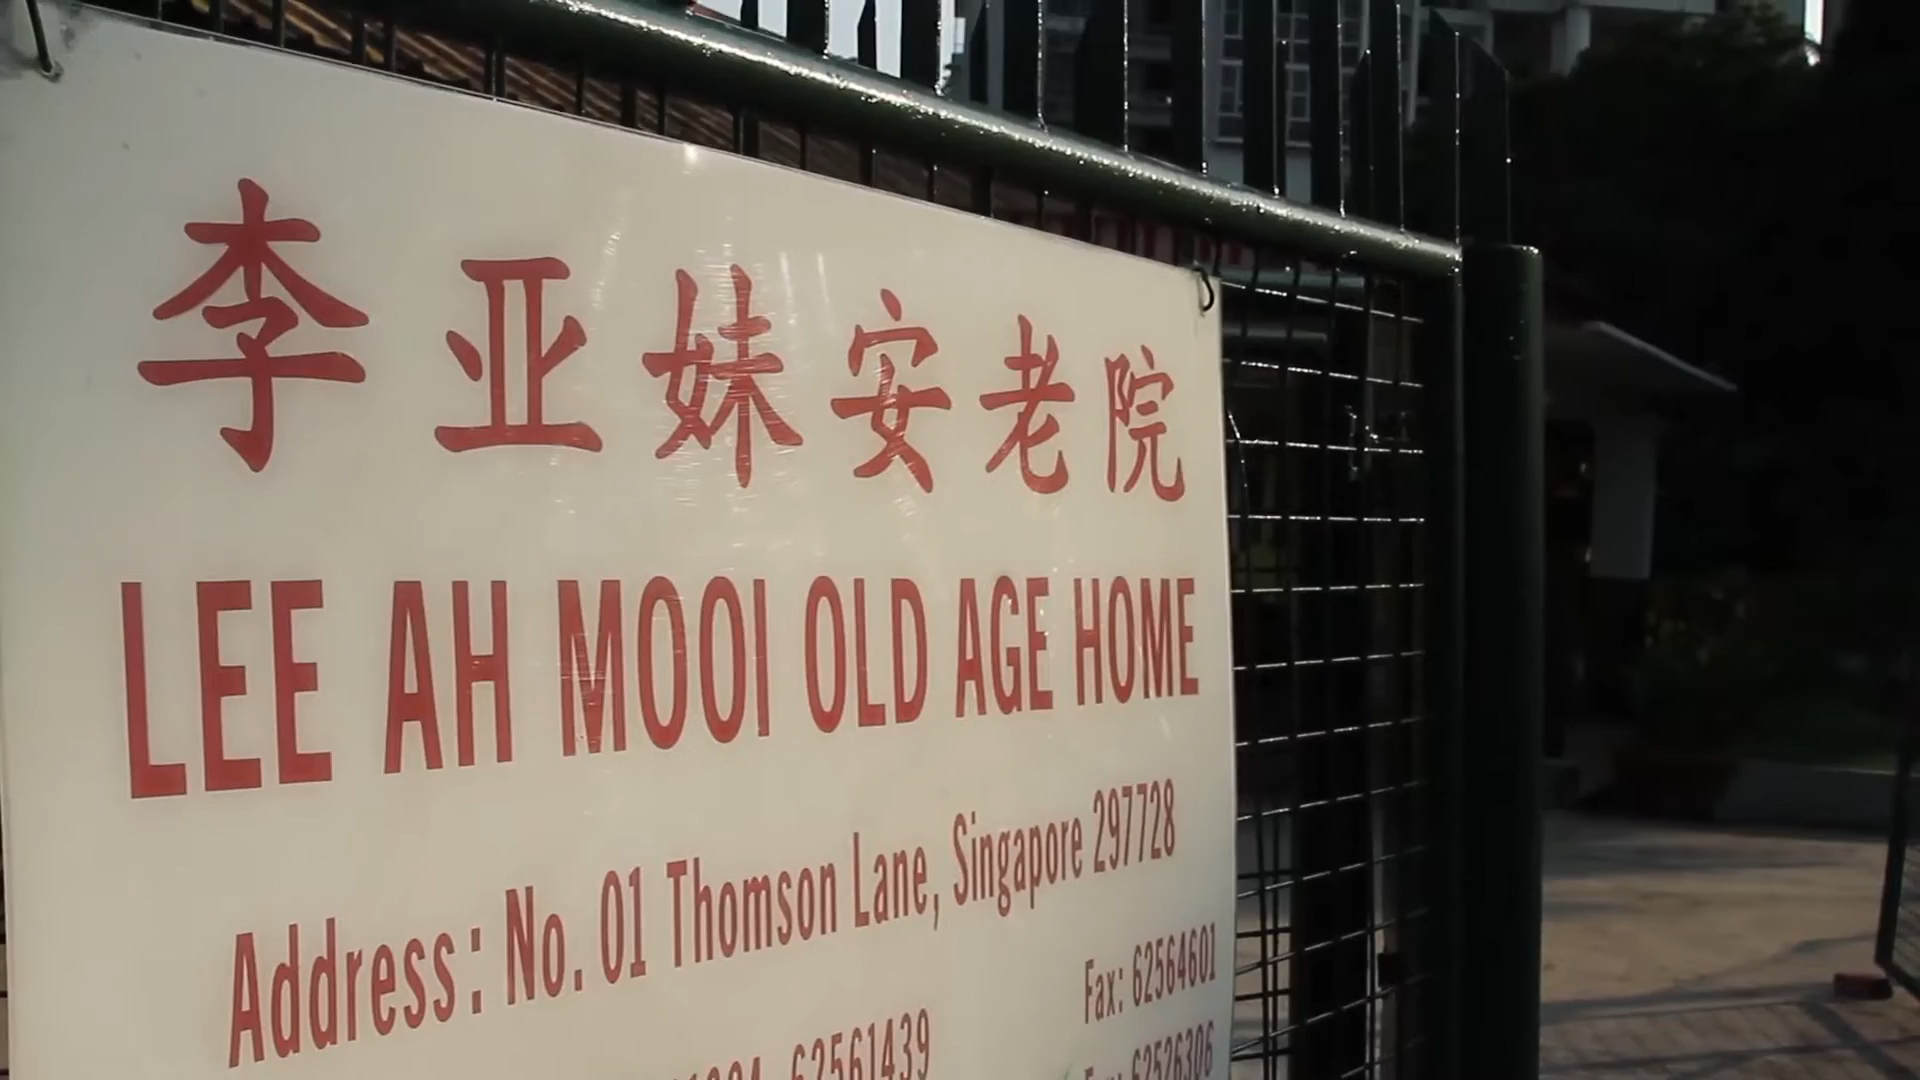 李亚妹安老院
LEE AH MOOI OLD AGE HOME
Address: No. 01 Thomson Lane, Singapore 297728
Fax: 62564601
62561439
62526306